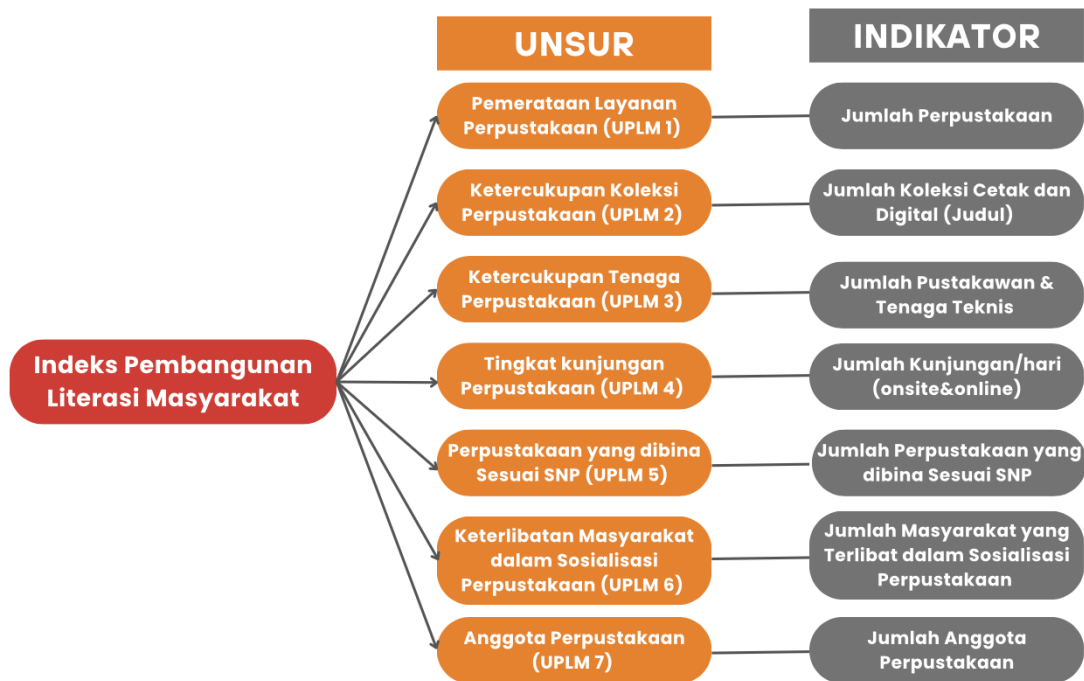 UNSUR
INDIKATOR
Pemerataan Layanan
Perpustakaan (UPLM 1)
Jumlah Perpustakaan
Ketercukupan Koleksi
Perpustakaan (UPLM 2)
Jumlah Koleksi Cetak dan
Digital (Judul)
Ketercukupan Tenaga
Perpustakaan (UPLM 3)
Jumlah Pustakawan &
Tenaga Teknis
Indeks Pembangunan
Literasi Masyarakat
Tingkat kunjungan
Perpustakaan (UPLM 4)
Jumlah Kunjungan/hari
(onsite&online)
Perpustakaan yang dibina
Sesuai SNP (UPLM 5)
Jumlah Perpustakaan yang
dibina Sesuai SNP
Keterlibatan Masyarakat
dalam Sosialisasi
Perpustakaan (UPLM 6)
Jumlah Masyarakat yang
Terlibat dalam Sosialisasi
Perpustakaan
Anggota Perpustakaan
(UPLM 7)
Jumlah Anggota
Perpustakaan